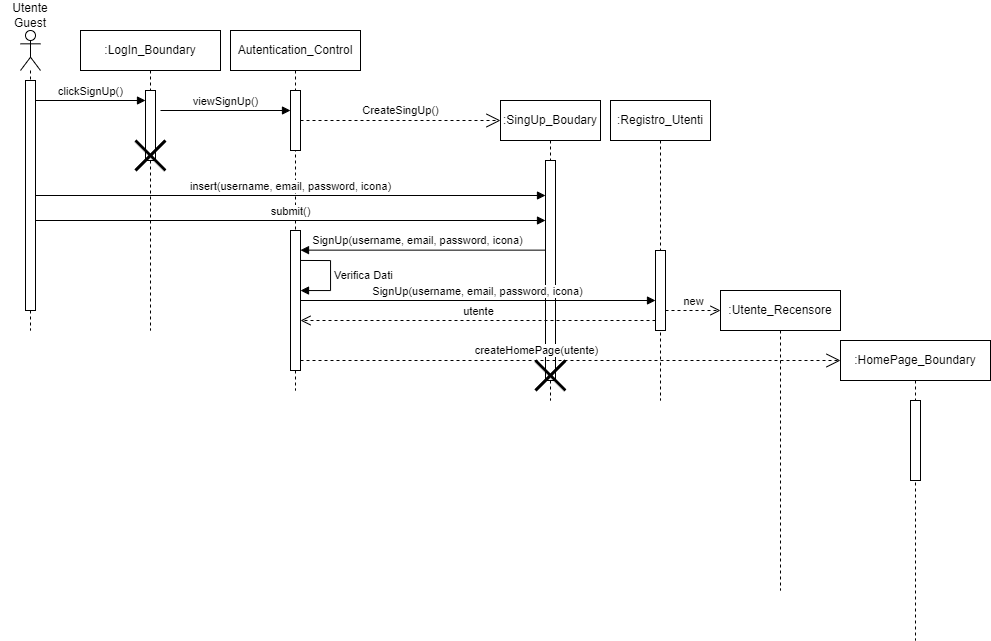 Utente
Guest
:LogIn_Boundary
Autentication_Control
clickSignUp()
viewSignUp()
CreateSingUp()
:SingUp_Boudary
:Registro_Utenti
insert(username, email, password, icona)
submit()
SignUp(username, email, password, icona)
Verifica Dati
SignUp(username, email, password, icona)
new
:Utente_Recensore
utente
createHomePage(utente)
:HomePage_Boundary